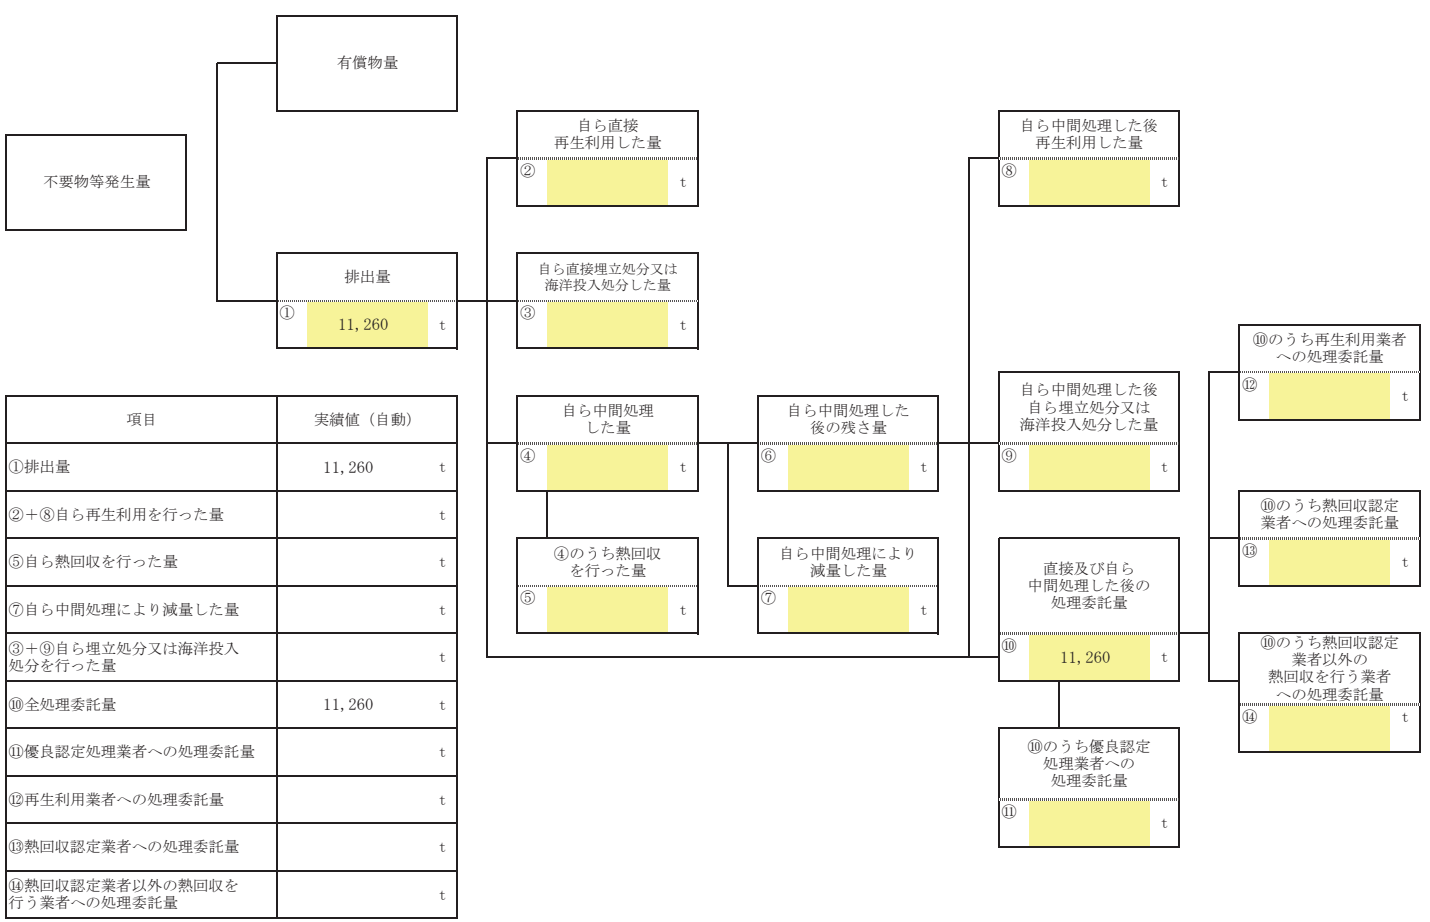 有償物量
不要物等発生量
排出量
①
11,260
t
自ら直接
再生利用した量
②
t
自ら直接埋立処分又は
海洋投入処分した量
③
t
自ら中間処理
した量
④
t
④のうち熱回収
を行った量
⑤
t
自ら中間処理した
後の残さ量
⑥
t
自ら中間処理により
減量した量
⑦
t
自ら中間処理した後
再生利用した量
⑧
t
自ら中間処理した後
自ら埋立処分又は
海洋投入処分した量
⑨
t
直接及び自ら
中間処理した後の
処理委託量
⑩
11,260
t
⑩のうち優良認定
処理業者への
処理委託量
⑪
t
⑩のうち再生利用業者
への処理委託量
⑫
t
⑩のうち熱回収認定
業者への処理委託量
⑬
t
⑩のうち熱回収認定
業者以外の
熱回収を行う業者
への処理委託量
⑭
t
項目
実績値（自動）
①排出量
11,260
t
②＋⑧自ら再生利用を行った量
t
⑤自ら熱回収を行った量
t
⑦自ら中間処理により減量した量
t
③＋⑨自ら埋立処分又は海洋投入
処分を行った量
t
⑩全処理委託量
11,260
t
⑪優良認定処理業者への処理委託量
t
⑫再生利用業者への処理委託量
t
⑬熱回収認定業者への処理委託量
t
⑭熱回収認定業者以外の熱回収を
行う業者への処理委託量
t